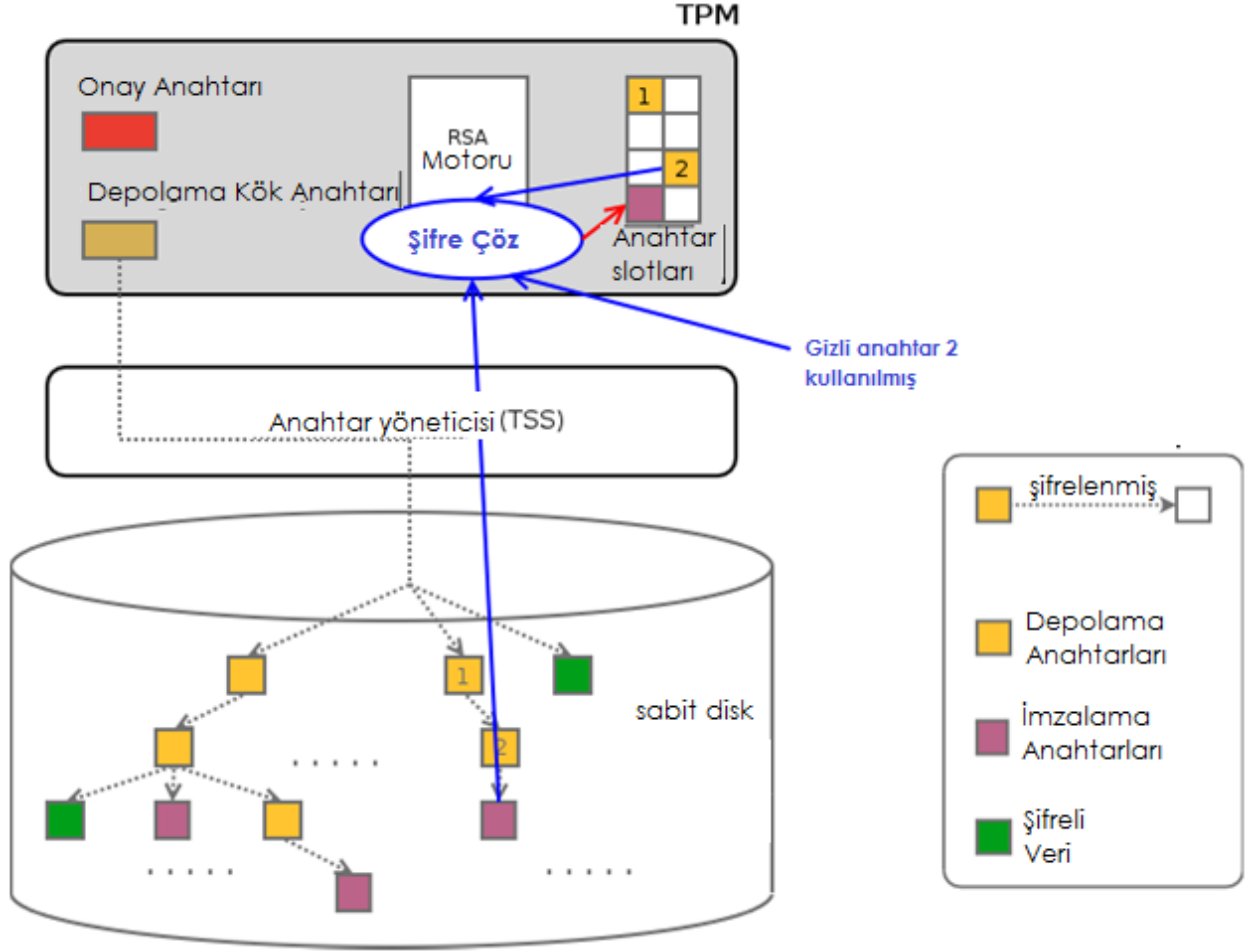 TPM
Onay Anahtarı
Depolama Kök Anahtarı
RSA
Motoru
Şifre Çöz
1
2
Anahtar
slotları
Gizli anahtar 2
kullanılmış
Anahtar yöneticisi (TSS)
şifrelenmiş
1
2
sabit disk
Depolama
Anahtarları
İmzalama
Anahtarları
Şifreli
Veri